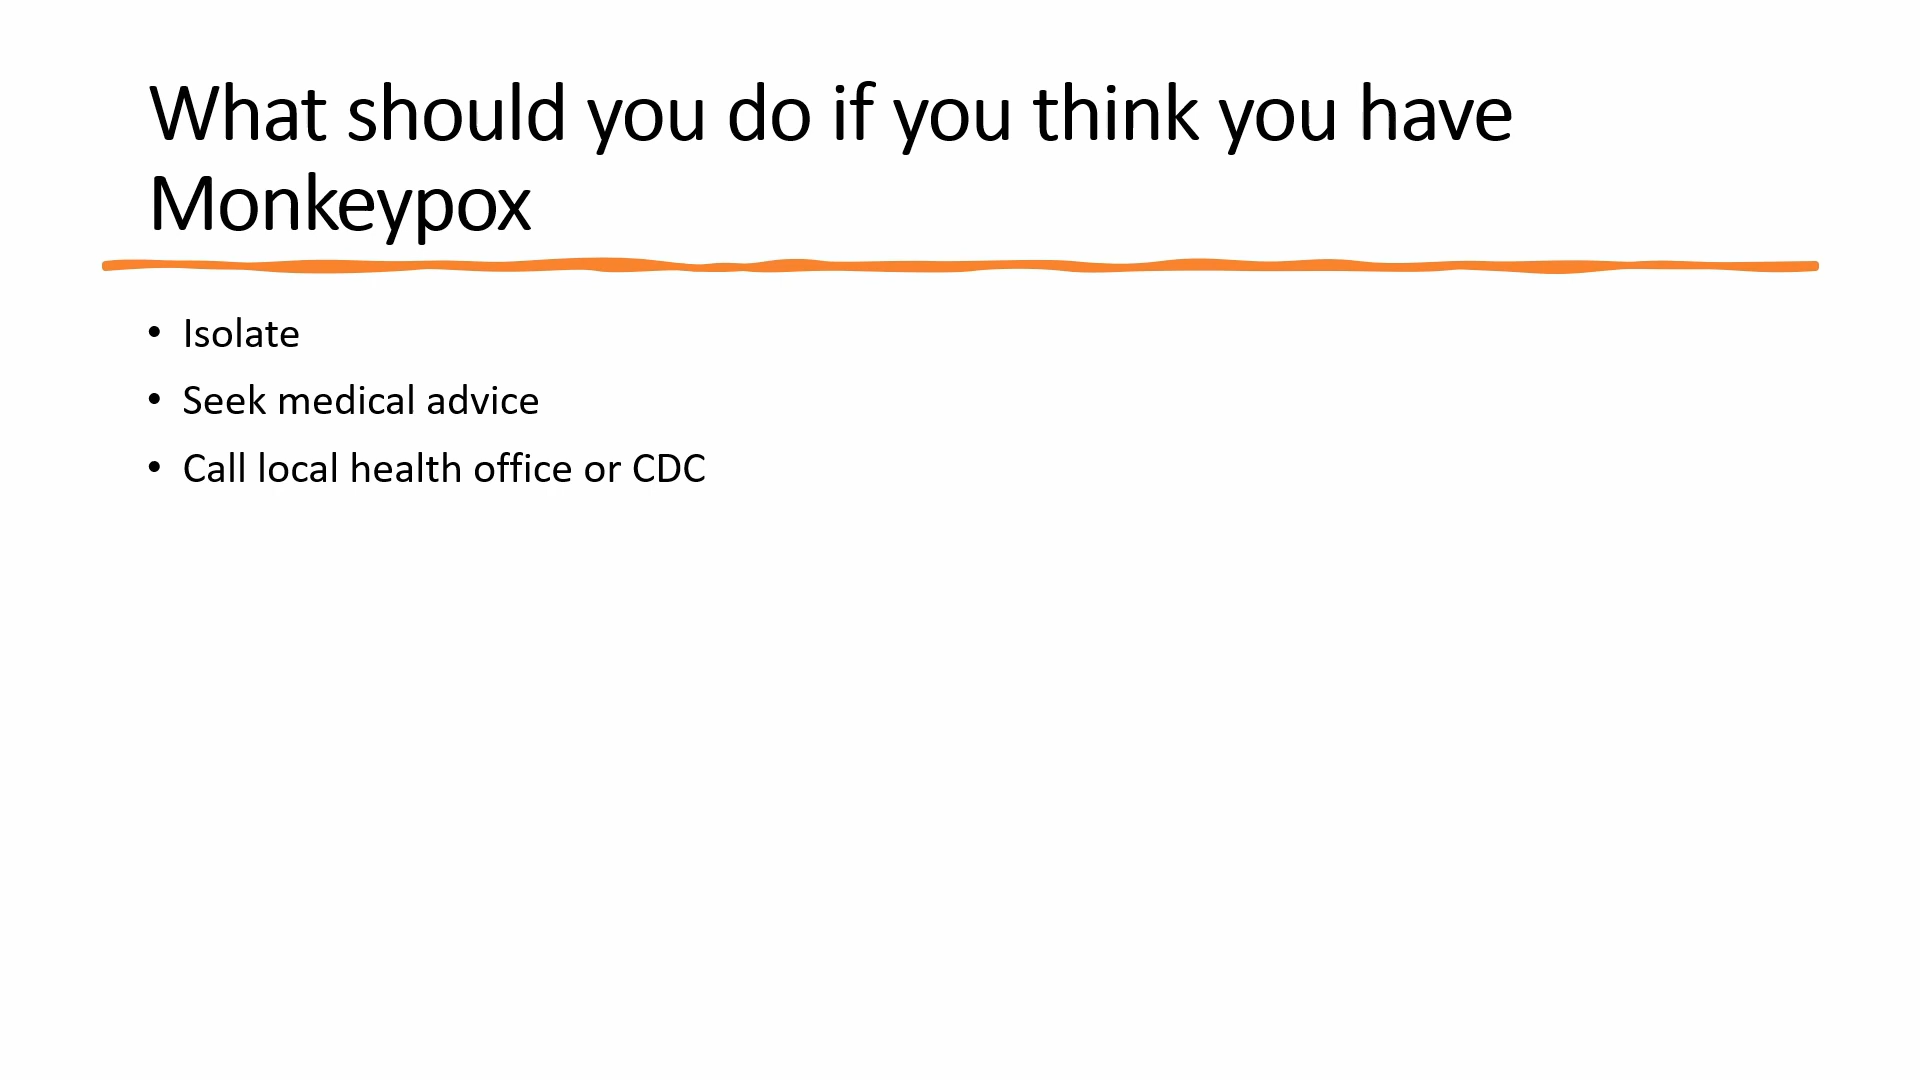 What should you do if you think you have
Monkeypox
• Isolate
• Seek medical advice
• Call local health office or CDC